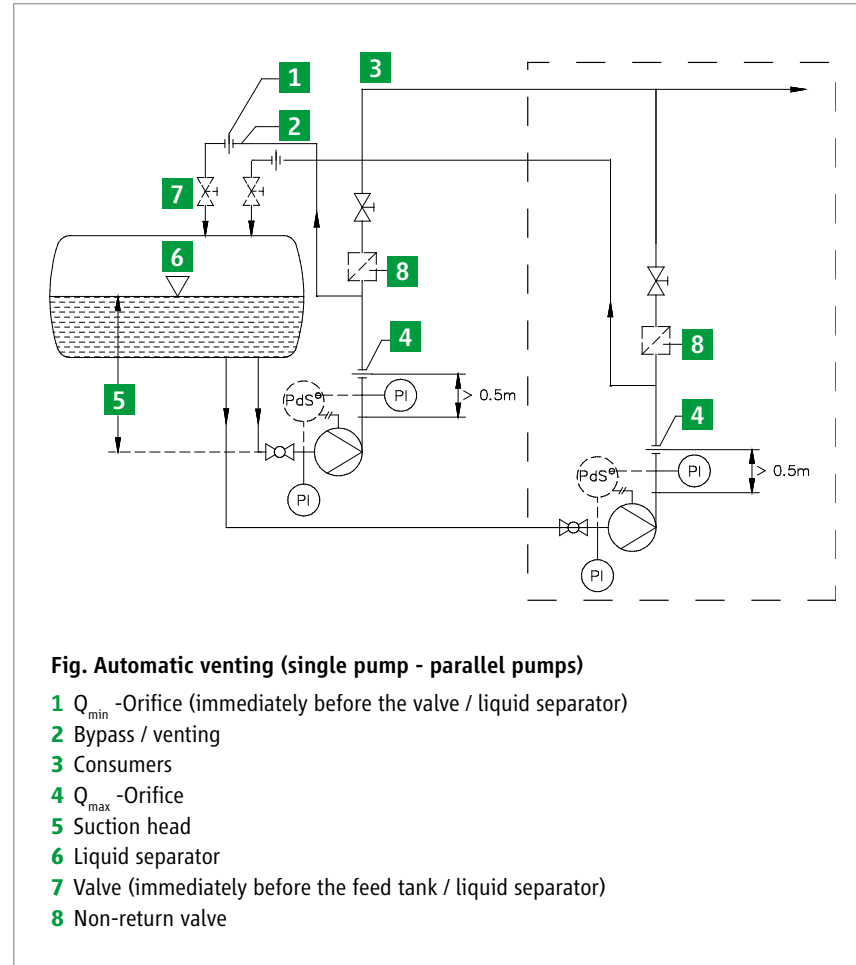 1
3
2
7
6
8
4
5
PdS°
PI
> 0.5m
PI
8
4
PdS°
PI
> 0.5m
PI
Fig. Automatic venting (single pump - parallel pumps)
1 Qmin -Orifice (immediately before the valve / liquid separator)
2 Bypass / venting
3 Consumers
4 Qmax -Orifice
5 Suction head
6 Liquid separator
7 Valve (immediately before the feed tank / liquid separator)
8 Non-return valve